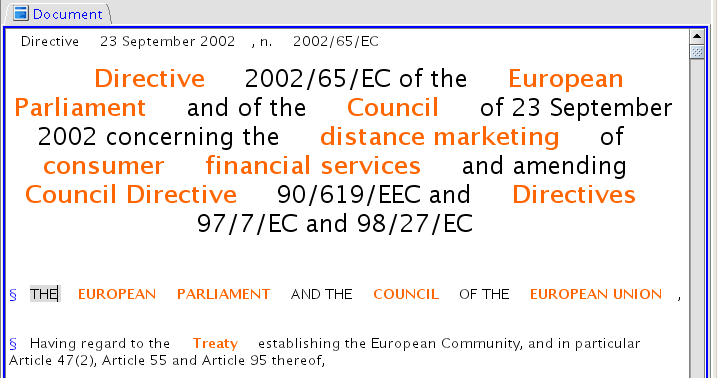 Document
Directive 23 September 2002 , n. 2002/65/EC
Directive 2002/65/EC of the European
Parliament and of the Council of 23 September
2002 concerning the distance marketing of
consumer financial services and amending
Council Directive 90/619/EEC and Directives
97/7/EC and 98/27/EC
§ THE EUROPEAN PARLIAMENT AND THE COUNCIL OF THE EUROPEAN UNION ,
§ Having regard to the Treaty establishing the European Community, and in particular
Article 47(2), Article 55 and Article 95 thereof,